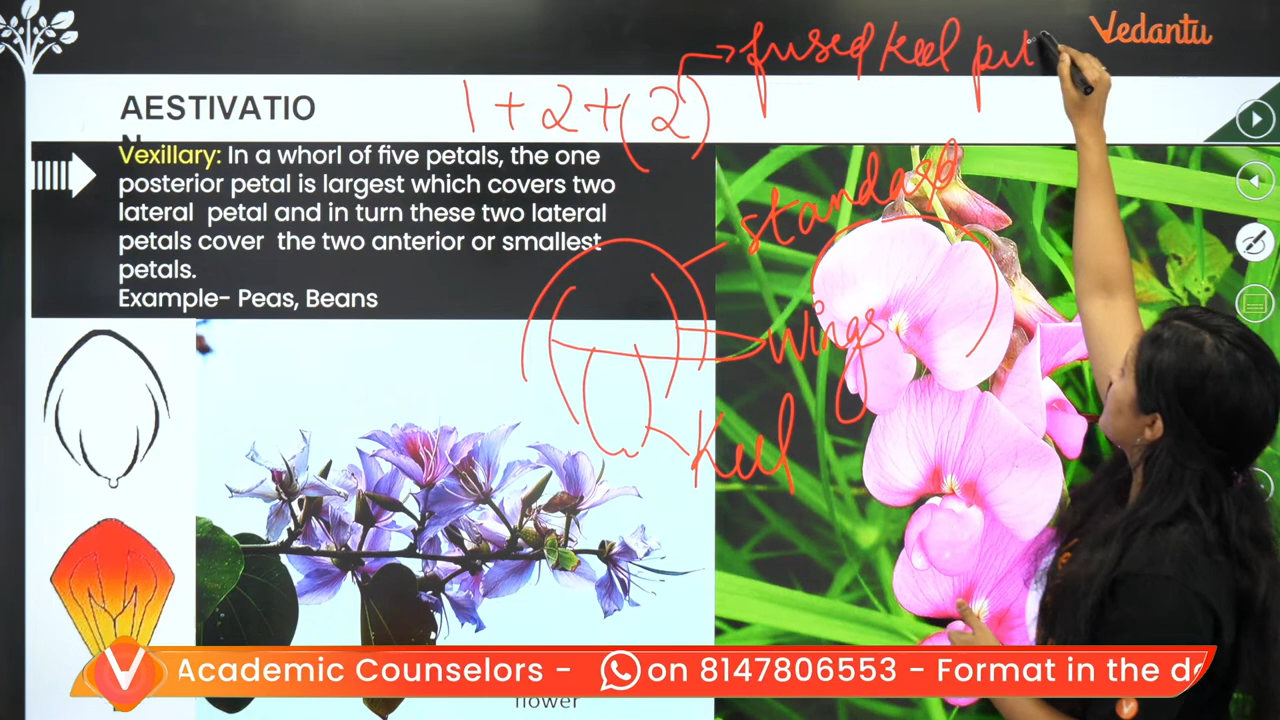 Vedantu
→ fused keel pet
1 + 2 + (2)
AESTIVATIO
Vexillary: In a whorl of five petals, the one
posterior petal is largest which covers two
lateral petal and in turn these two lateral
petals cover the two anterior or smallest
petals.
Example- Peas, Beans
standard
wings
Keel
flower
V Academic Counselors - on 8147806553 - Format in the de